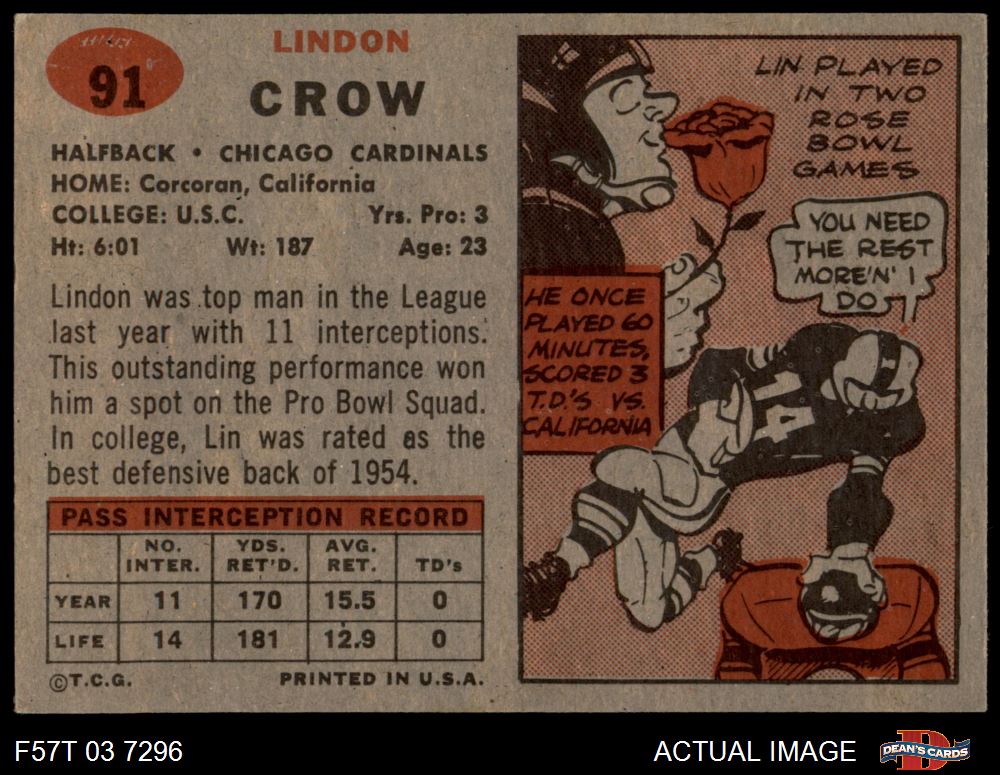 91
LINDON
CROW
HALFBACK • CHICAGO CARDINALS
HOME: Corcoran, California
COLLEGE: U.S.C. Yrs. Pro: 3
Ht: 6:01 Wt: 187 Age: 23
Lindon was top man in the League
last year with 11 interceptions.
This outstanding performance won
him a spot on the Pro Bowl Squad.
In college, Lin was rated as the
best defensive back of 1954.
PASS INTERCEPTION RECORD
NO. INTER. YDS. RET'D. AVG. RET. TD's
YEAR 11 170 15.5 0
LIFE 14 181 12.9 0
©T.C.G. PRINTED IN U.S.A.
LIN PLAYED
IN TWO
ROSE
BOWL
GAMES
YOU NEED
THE REST
MORE'N' I
DO
HE ONCE
PLAYED 60
MINUTES,
SCORED 3
T.D.'S VS.
CALIFORNIA
14
F57T 03 7296
ACTUAL IMAGE
DEAN'S CARDS